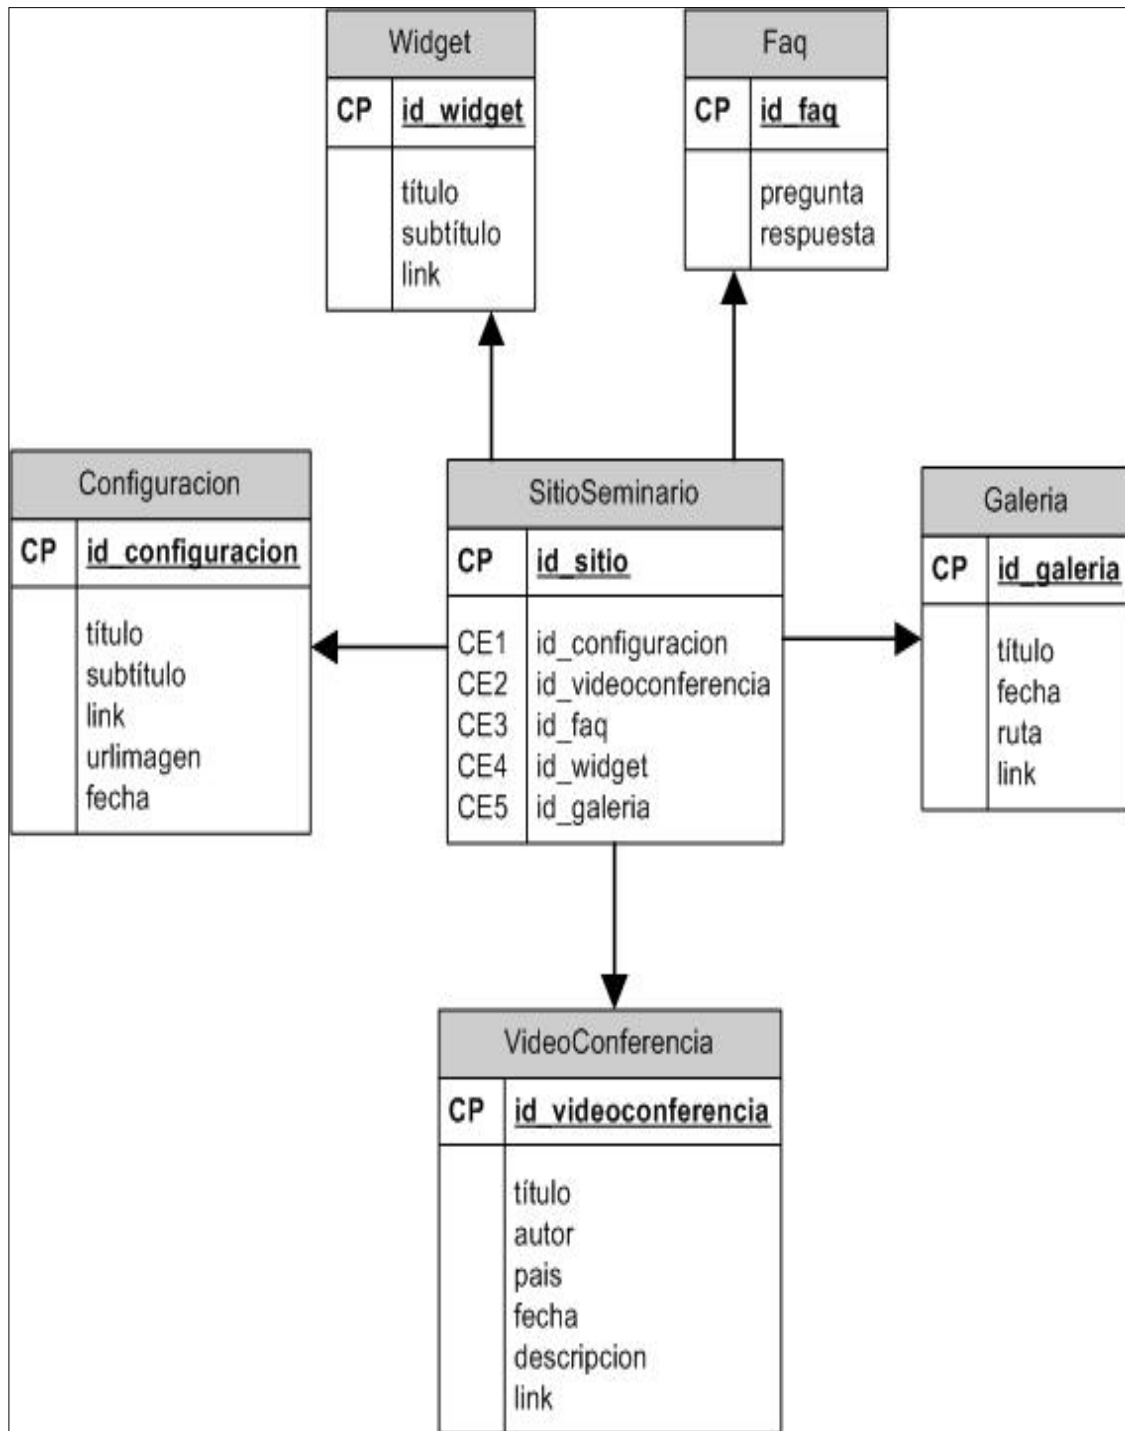 Widget
CP id_widget
título
subtítulo
link
Faq
CP id_faq
pregunta
respuesta
Configuracion
CP id_configuracion
título
subtítulo
link
urlimagen
fecha
SitioSeminario
CP id_sitio
CE1 id_configuracion
CE2 id_videoconferencia
CE3 id_faq
CE4 id_widget
CE5 id_galeria
Galeria
CP id_galeria
título
fecha
ruta
link
VideoConferencia
CP id_videoconferencia
título
autor
pais
fecha
descripcion
link